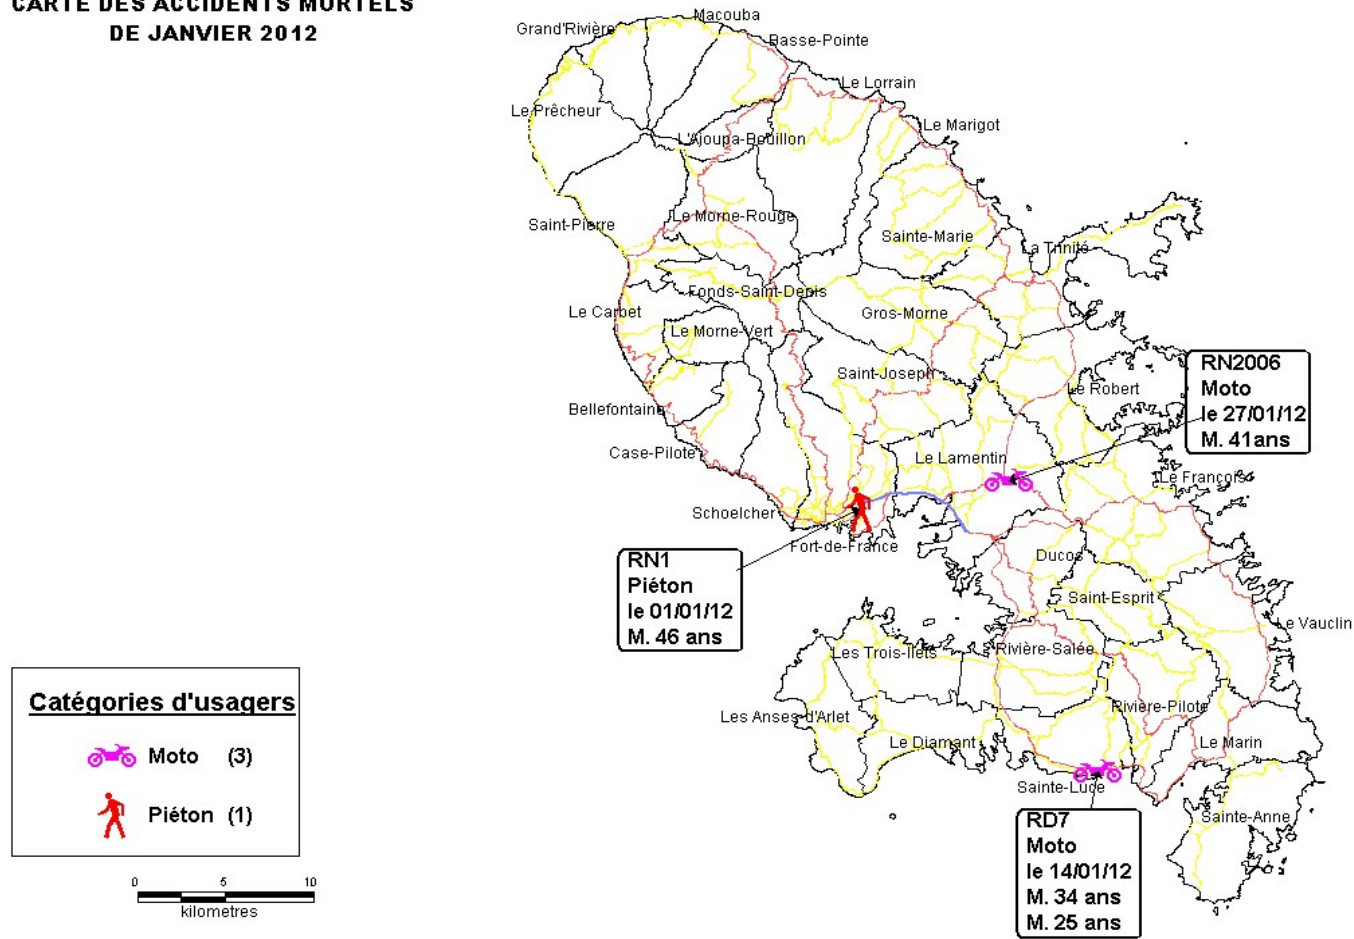 CARTE DES ACCIDENTS MORTELS
DE JANVIER 2012
Macouba
Grand'Rivière
Basse-Pointe
Le Lorrain
Le Prêcheur
Le Marigot
L'Ajoupa-Bouillon
Le Morne-Rouge
Saint-Pierre
Sainte-Marie
La Trinité
Fonds-Saint-Denis
Le Carbet
Gros-Morne
Le Morne-Vert
Saint-Joseph
Le Robert
Bellefontaine
Case-Pilote
Le Lamentin
Le François
Schoelcher
Fort-de-France
Ducos
Saint-Esprit
Le Vauclin
Les Trois-Ilets
Rivière-Salée
Rivière-Pilote
Les Anses-d'Arlet
Le Diamant
Le Marin
Sainte-Luce
Sainte-Anne
RN2006
Moto
le 27/01/12
M. 41ans
RN1
Piéton
le 01/01/12
M. 46 ans
RD7
Moto
le 14/01/12
M. 34 ans
M. 25 ans
Catégories d'usagers
Moto (3)
Piéton (1)
0 5 10
kilometres